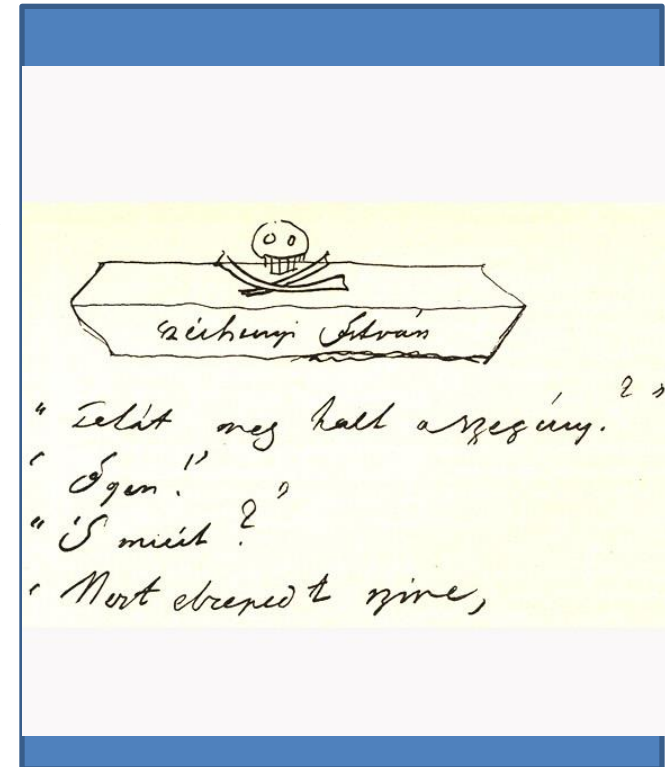 Széchenyi István
"Tehát meg halt a szegény.?"
"Igen!"
"'S miért?"
"Mert elrepedt szive,